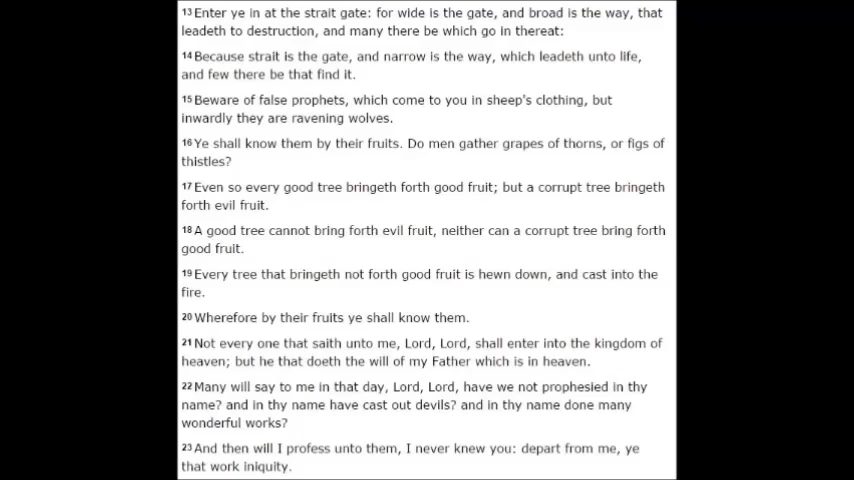 13 Enter ye in at the strait gate: for wide is the gate, and broad is the way, that
leadeth to destruction, and many there be which go in thereat:
14 Because strait is the gate, and narrow is the way, which leadeth unto life,
and few there be that find it.
15 Beware of false prophets, which come to you in sheep's clothing, but
inwardly they are ravening wolves.
16 Ye shall know them by their fruits. Do men gather grapes of thorns, or figs of
thistles?
17 Even so every good tree bringeth forth good fruit; but a corrupt tree bringeth
forth evil fruit.
18 A good tree cannot bring forth evil fruit, neither can a corrupt tree bring forth
good fruit.
19 Every tree that bringeth not forth good fruit is hewn down, and cast into the
fire.
20 Wherefore by their fruits ye shall know them.
21 Not every one that saith unto me, Lord, Lord, shall enter into the kingdom of
heaven; but he that doeth the will of my Father which is in heaven.
22 Many will say to me in that day, Lord, Lord, have we not prophesied in thy
name? and in thy name have cast out devils? and in thy name done many
wonderful works?
23 And then will I profess unto them, I never knew you: depart from me, ye
that work iniquity.